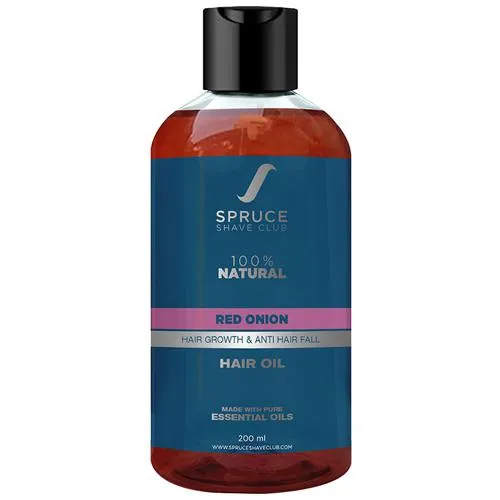 SPRUCE
SHAVE CLUB
100%
NATURAL
RED ONION
HAIR GROWTH & ANTI HAIR FALL
HAIR OIL
MADE WITH PURE
ESSENTIAL OILS
200 ml
WWW.SPRUCESHAVECLUB.COM